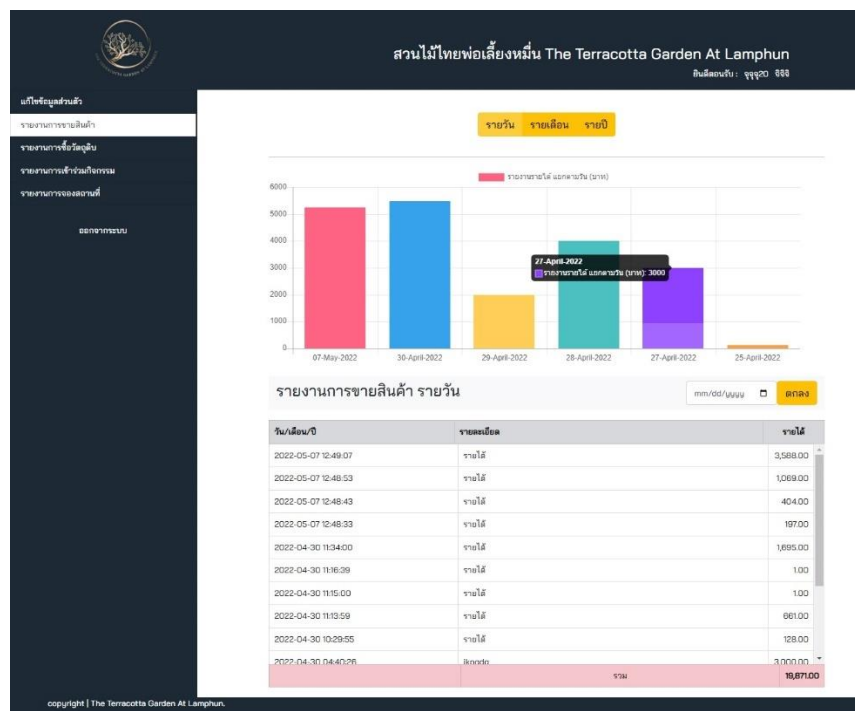 สวนไม้ไทยพ่อเลี้ยงหมื่น The Terracotta Garden At Lamphun
ยินดีตอนรับ : จุจุจุ20 จิจิจิ
แก้ไขข้อมูลส่วนตัว
รายงานการขายสินค้า
รายงานการซื้อวัตถุดิบ
รายงานการเข้าร่วมกิจกรรม
รายงานการจองสถานที่
ออกจากระบบ
รายวัน รายเดือน รายปี
รายงานรายได้ แยกตามวัน (บาท)
6000
5000
4000
3000
2000
1000
0
27-April-2022
รายงานรายได้ แยกตามวัน (บาท): 3000
07-May-2022 30-April-2022 29-April-2022 28-April-2022 27-April-2022 25-April-2022
รายงานการขายสินค้า รายวัน mm/dd/yyyy ตกลง
วัน/เดือน/ปี รายละเอียด รายได้
2022-05-07 12:49:07 รายได้ 3,588.00
2022-05-07 12:48:53 รายได้ 1,069.00
2022-05-07 12:48:43 รายได้ 404.00
2022-05-07 12:48:33 รายได้ 197.00
2022-04-30 11:34:00 รายได้ 1,695.00
2022-04-30 11:16:39 รายได้ 1.00
2022-04-30 11:15:00 รายได้ 1.00
2022-04-30 11:13:59 รายได้ 661.00
2022-04-30 10:29:55 รายได้ 128.00
2022-04-30 04:40:26 3,000.00
รวม 19,871.00
copyright | The Terracotta Garden At Lamphun.